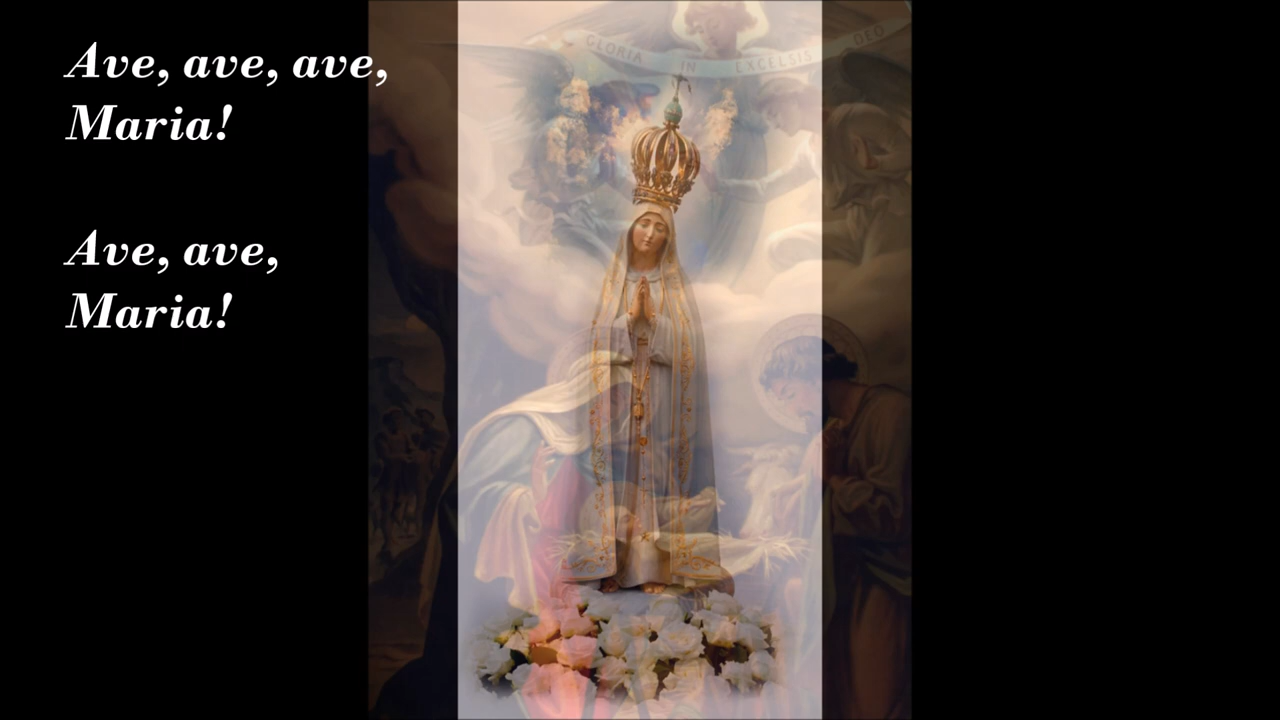 Ave, ave, ave,
Maria!
Ave, ave,
Maria!
GLORIA IN EXCELSIS DEO